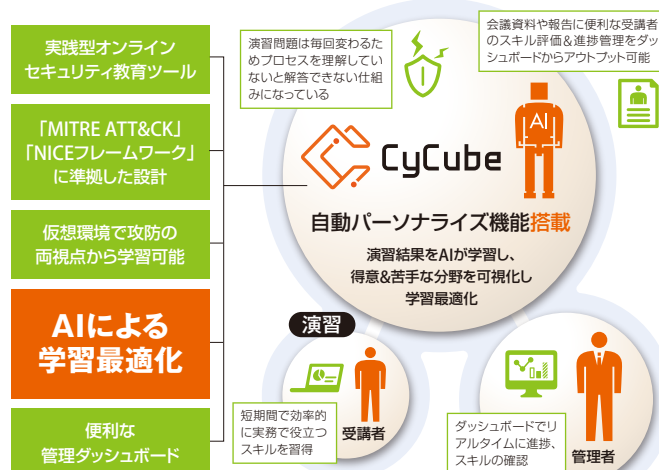 実践型オンライン
セキュリティ教育ツール
「MITRE ATT&CK」
「NICEフレームワーク」
に準拠した設計
仮想環境で攻防の
両視点から学習可能
AIによる
学習最適化
便利な
管理ダッシュボード
演習問題は毎回変わるた
めプロセスを理解してい
ないと解答できない仕組
みになっている
会議資料や報告に便利な受講者
のスキル評価&進捗管理をダッ
シュボードからアウトプット可能
AI
CyCube
自動パーソナライズ機能搭載
演習結果をAIが学習し、
得意&苦手な分野を可視化し
学習最適化
演習
短期間で効率的
に実務で役立つ
スキルを習得
受講者
ダッシュボードでリ
アルタイムに進捗、
スキルの確認
管理者